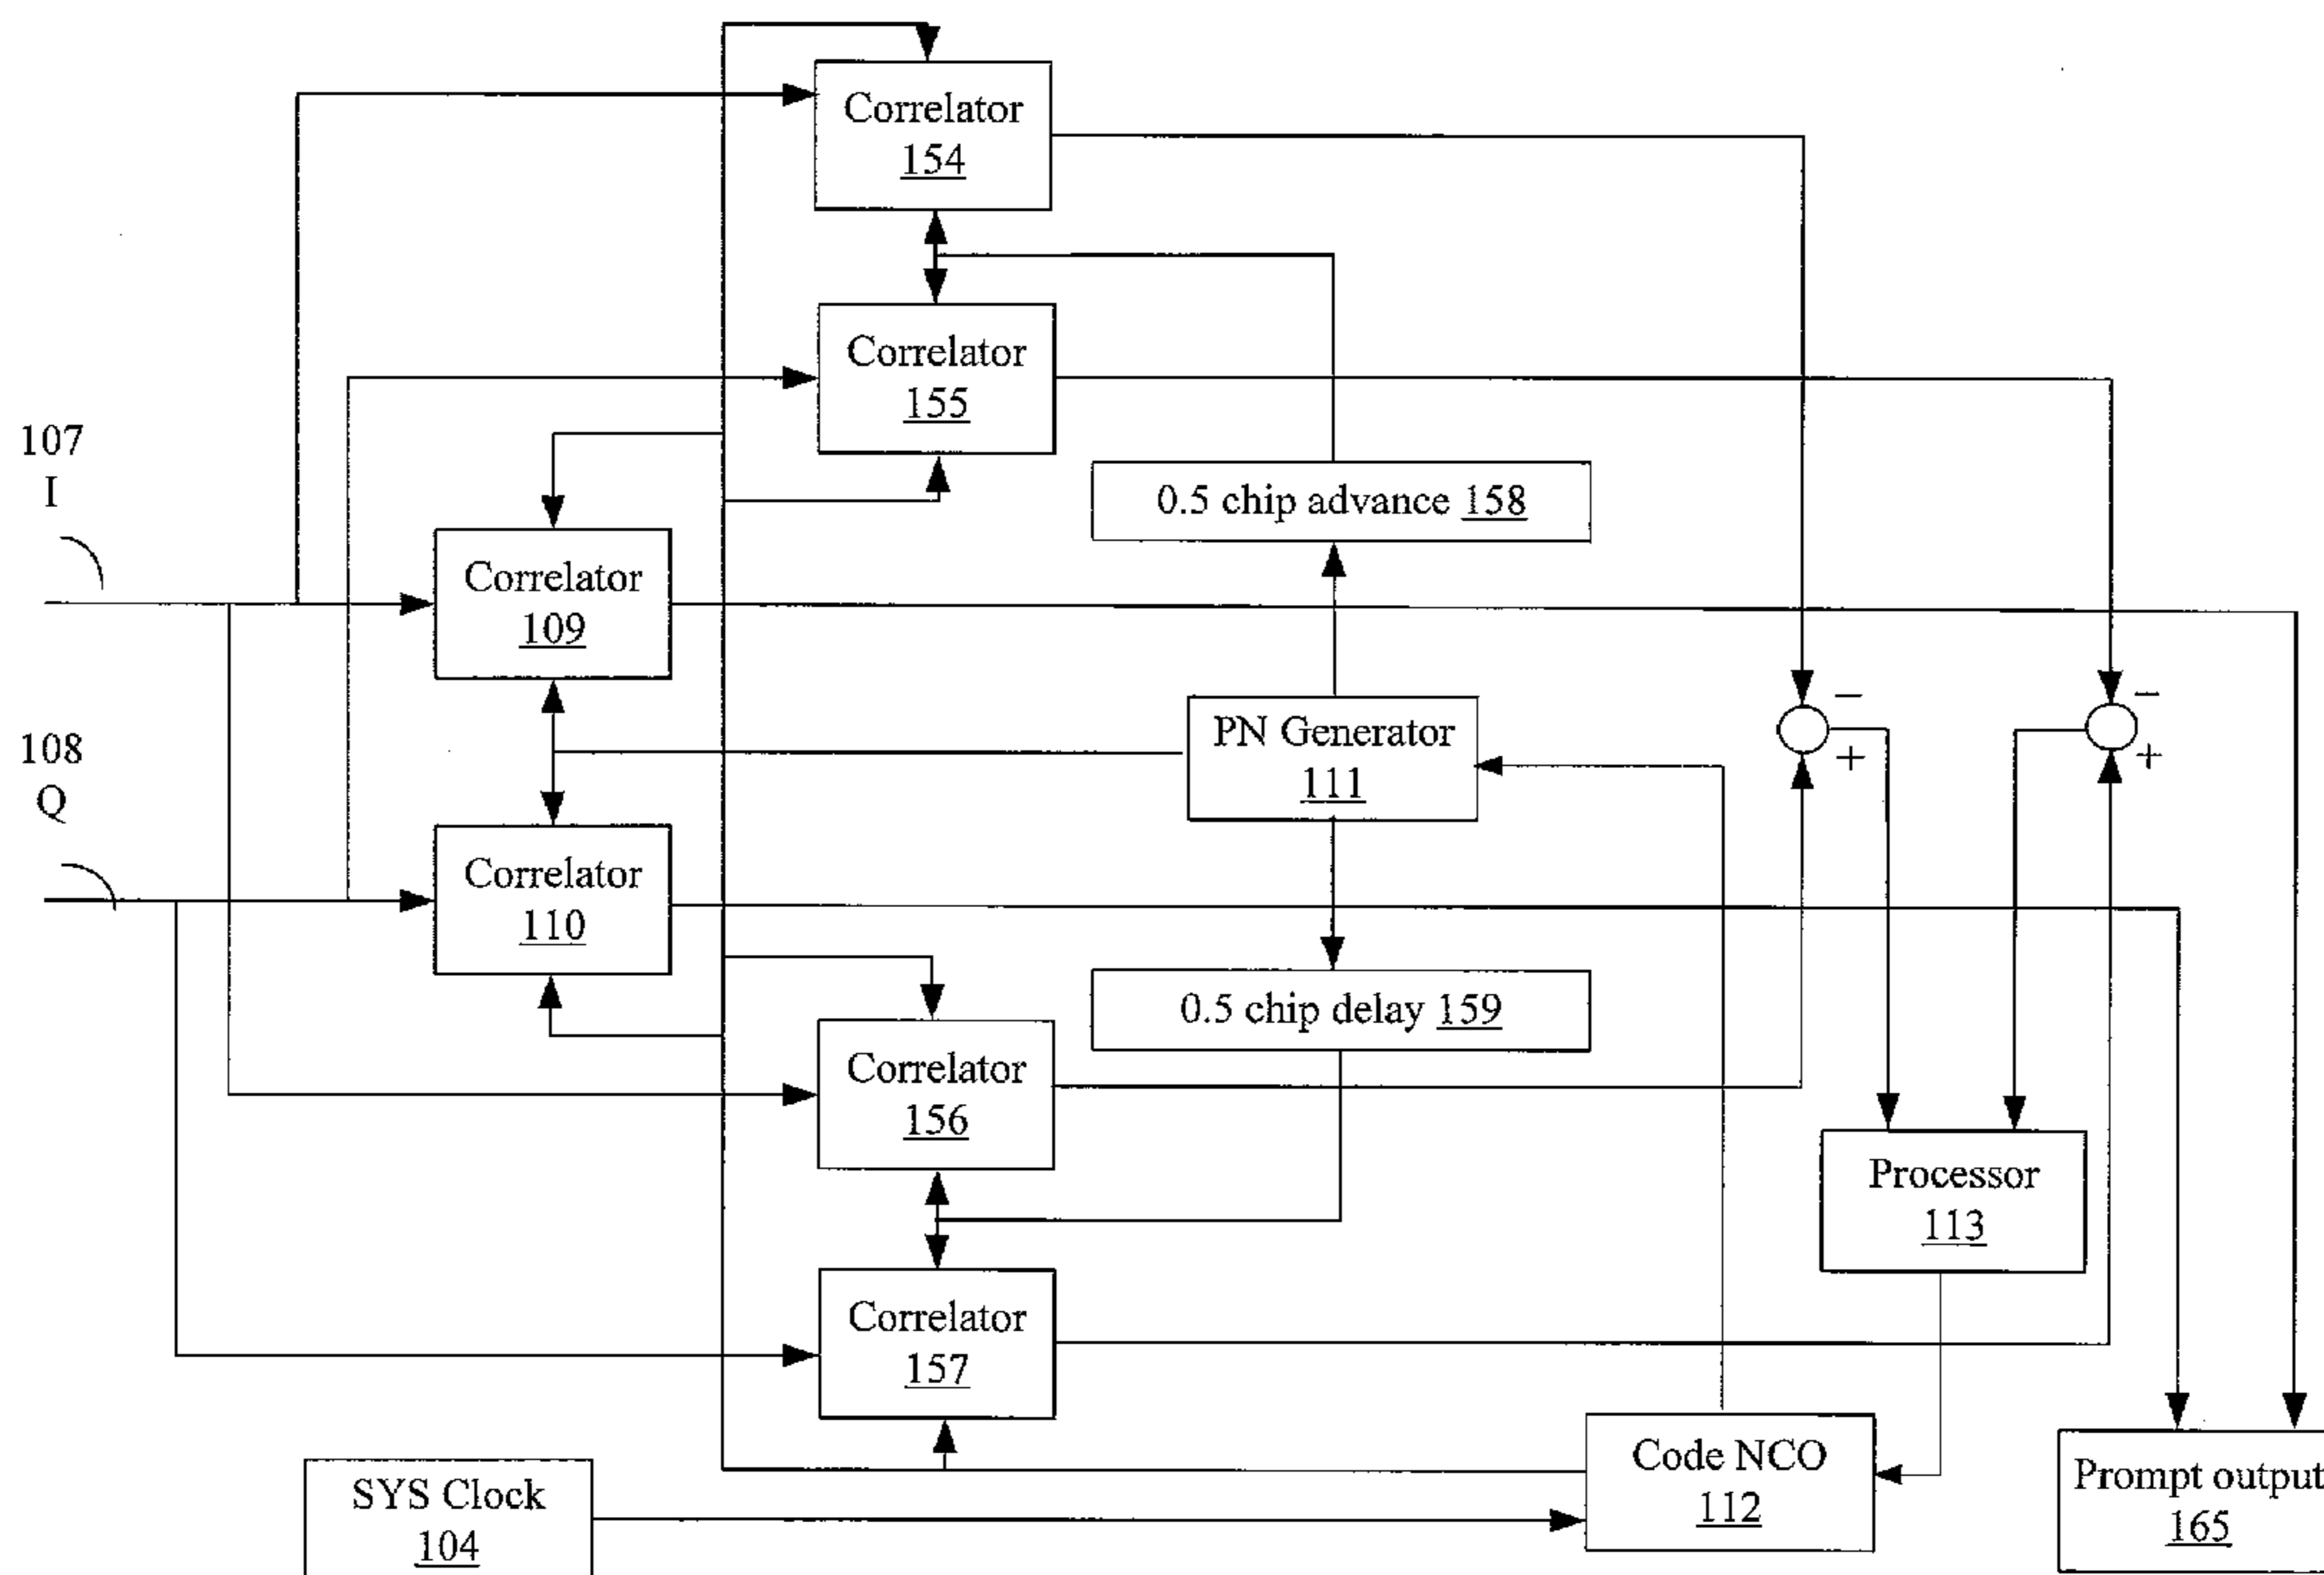 Correlator
154
Correlator
155
107
I
0.5 chip advance 158
Correlator
109
PN Generator
111
−
+
−
+
108
Q
Correlator
110
0.5 chip delay 159
Correlator
156
Processor
113
Correlator
157
Code NCO
112
Prompt output
165
SYS Clock
104